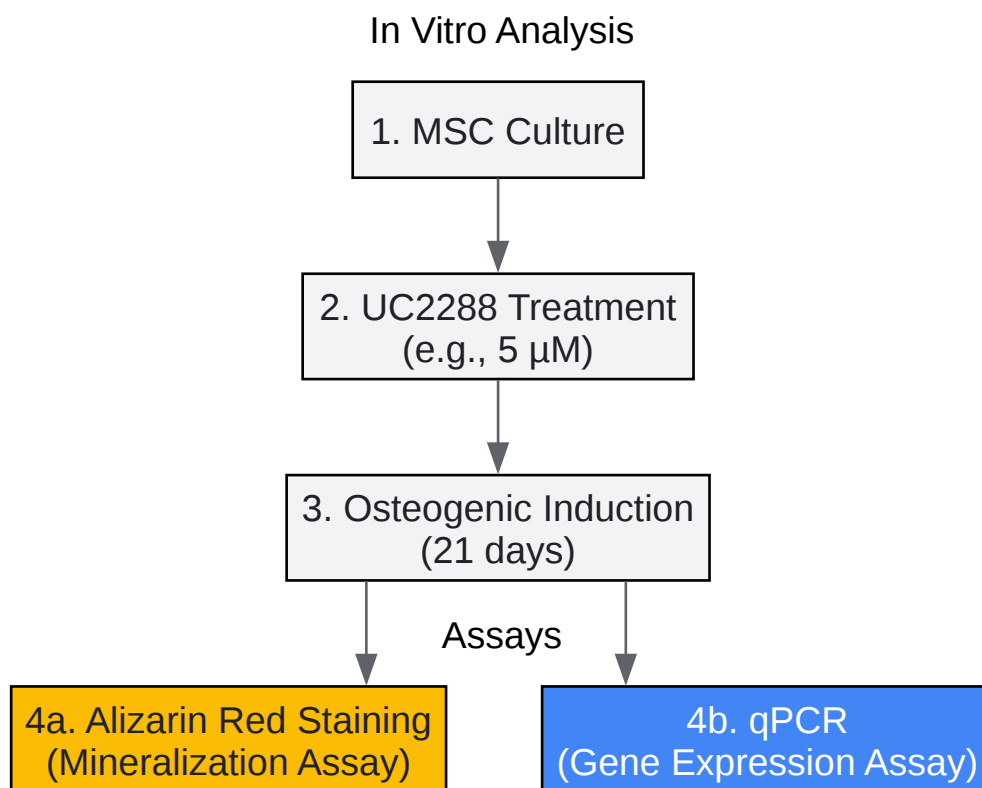 In Vitro Analysis
1. MSC Culture
2. UC2288 Treatment
(e.g., 5 µM)
3. Osteogenic Induction
(21 days)
Assays
4a. Alizarin Red Staining
(Mineralization Assay)
4b. qPCR
(Gene Expression Assay)